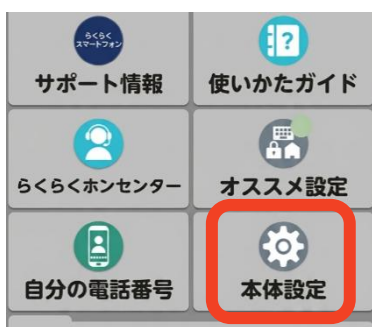 らくらく
スマートフォン
?
サポート情報
使いかたガイド
らくらくホンセンター
オススメ設定
自分の電話番号
本体設定